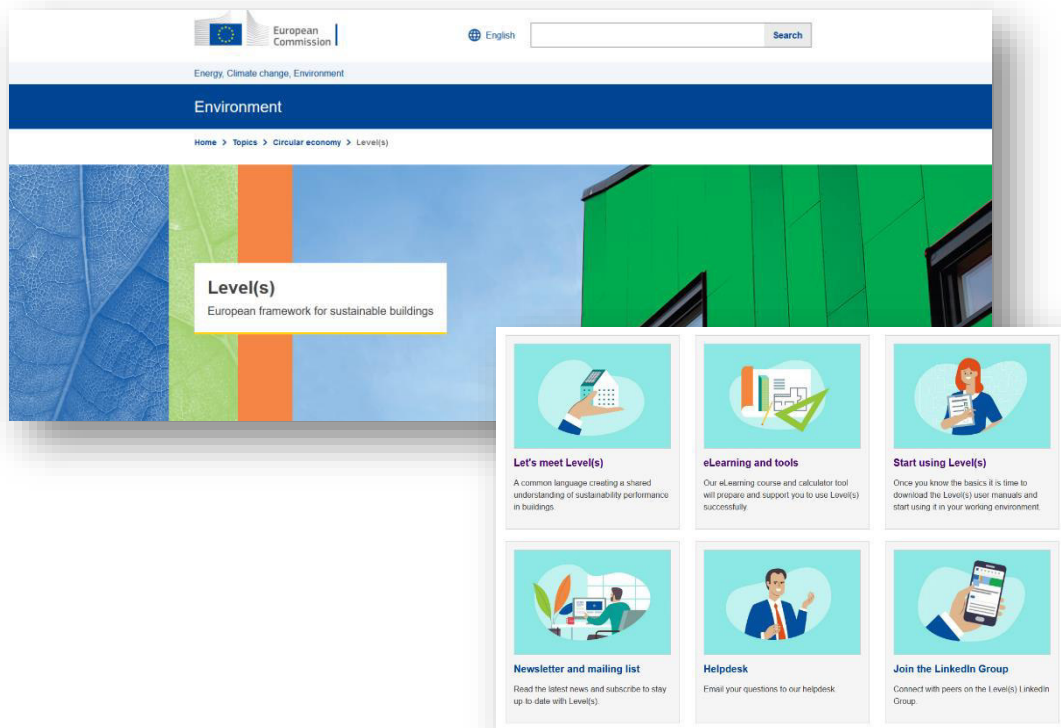 European
Commission
English
Search
Energy, Climate change, Environment
Environment
Home > Topics > Circular economy > Level(s)
Level(s)
European framework for sustainable buildings
Let's meet Level(s)
A common language creating a shared
understanding of sustainability performance
in buildings.
eLearning and tools
Our eLearning course and calculator tool
will prepare and support you to use Level(s)
successfully.
Start using Level(s)
Once you know the basics it is time to
download the Level(s) user manuals and
start using it in your working environment.
Newsletter and mailing list
Read the latest news and subscribe to stay
up to date with Level(s).
Helpdesk
Email your questions to our helpdesk.
Join the LinkedIn Group
Connect with peers on the Level(s) LinkedIn
Group.